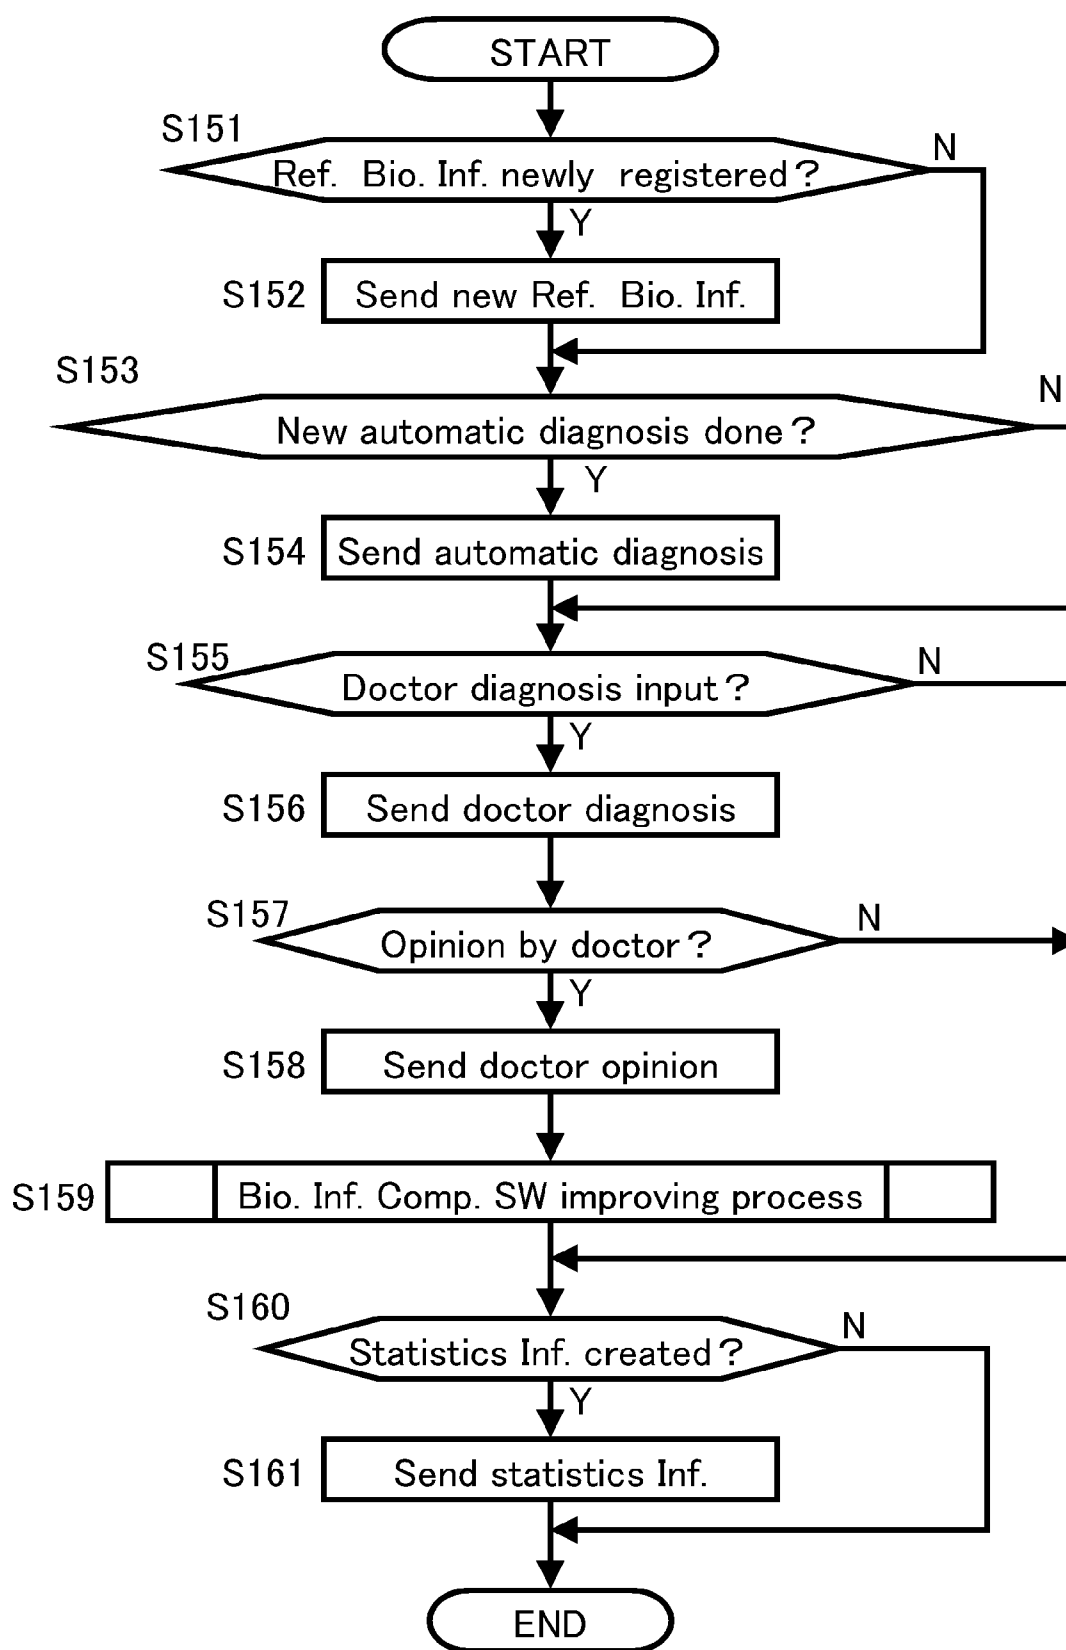 START
S151
Ref. Bio. Inf. newly registered?
N
Y
S152
Send new Ref. Bio. Inf.
S153
New automatic diagnosis done?
N
Y
S154
Send automatic diagnosis
S155
Doctor diagnosis input?
N
Y
S156
Send doctor diagnosis
S157
Opinion by doctor?
N
Y
S158
Send doctor opinion
S159
Bio. Inf. Comp. SW improving process
S160
Statistics Inf. created?
N
Y
S161
Send statistics Inf.
END